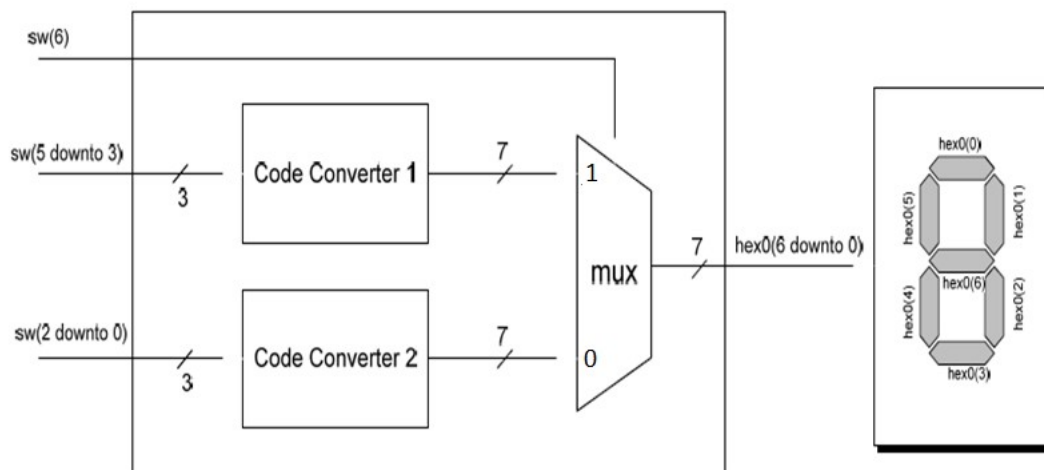 sw(6)
sw(5 downto 3)
3
Code Converter 1
7
1
sw(2 downto 0)
3
Code Converter 2
7
0
mux
7
hex0(6 downto 0)
hex0(0)
hex0(5)
hex0(1)
hex0(6)
hex0(4)
hex0(2)
hex0(3)